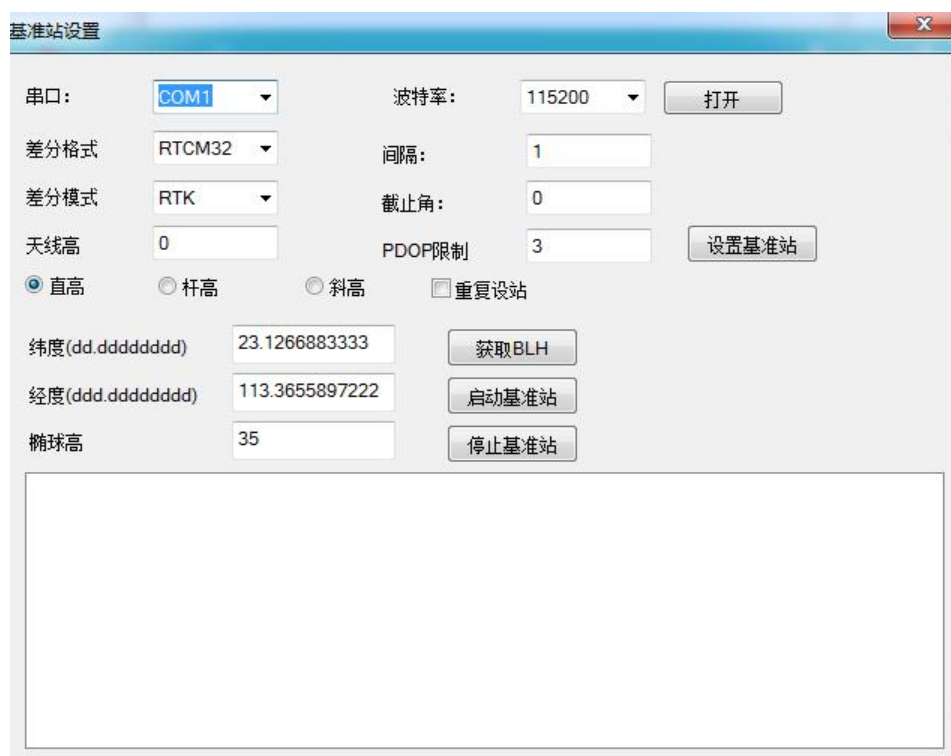 基准站设置
串口: COM1 波特率: 115200 打开
差分格式 RTCM32 间隔: 1
差分模式 RTK 截止角: 0
天线高 0 PDOP限制 3 设置基准站
直高 杆高 斜高 重复设站
纬度(dd.dddddddd) 23.1266883333 获取BLH
经度(ddd.dddddddd) 113.3655897222 启动基准站
椭球高 35 停止基准站